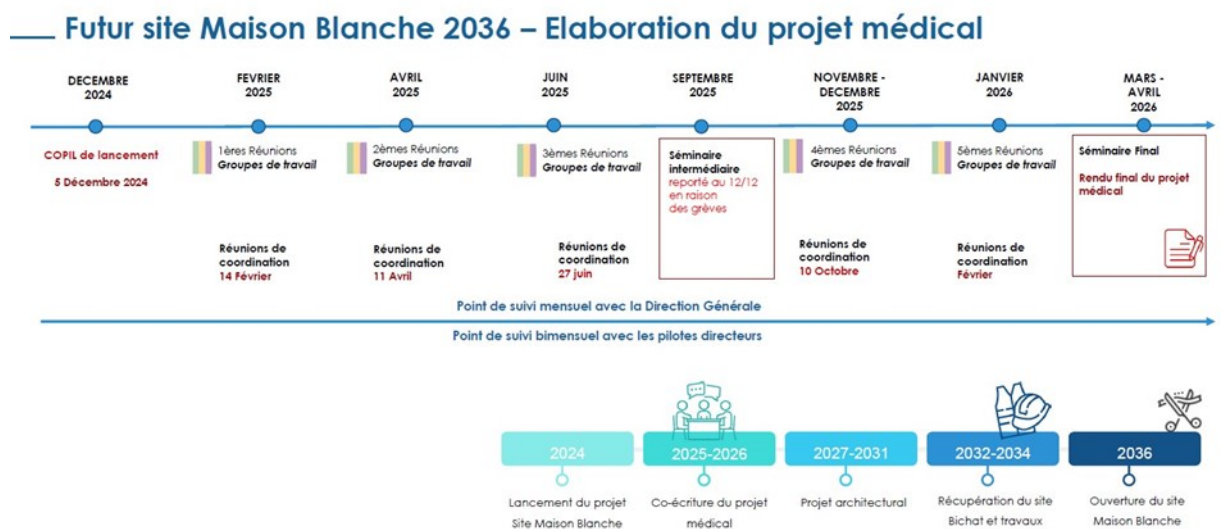 Futur site Maison Blanche 2036 – Elaboration du projet médical
DECEMBRE
2024
FEVRIER
2025
AVRIL
2025
JUIN
2025
SEPTEMBRE
2025
NOVEMBRE -
DECEMBRE
2025
JANVIER
2026
MARS -
AVRIL
2026
COPIL de lancement
5 Décembre 2024
1ères Réunions
Groupes de travail
2èmes Réunions
Groupes de travail
3èmes Réunions
Groupes de travail
Séminaire
intermédiaire
reporté au 12/12
en raison
des grèves
4èmes Réunions
Groupes de travail
5èmes Réunions
Groupes de travail
Séminaire Final
Rendu final du projet
médical
Réunions de
coordination
14 Février
Réunions de
coordination
11 Avril
Réunions de
coordination
27 juin
Réunions de
coordination
10 Octobre
Réunions de
coordination
Février
Point de suivi mensuel avec la Direction Générale
Point de suivi bimensuel avec les pilotes directeurs
2024
2025-2026
2027-2031
2032-2034
2036
Lancement du projet
Site Maison Blanche
Co-écriture du projet
médical
Projet architectural
Récupération du site
Bichat et travaux
Ouverture du site
Maison Blanche